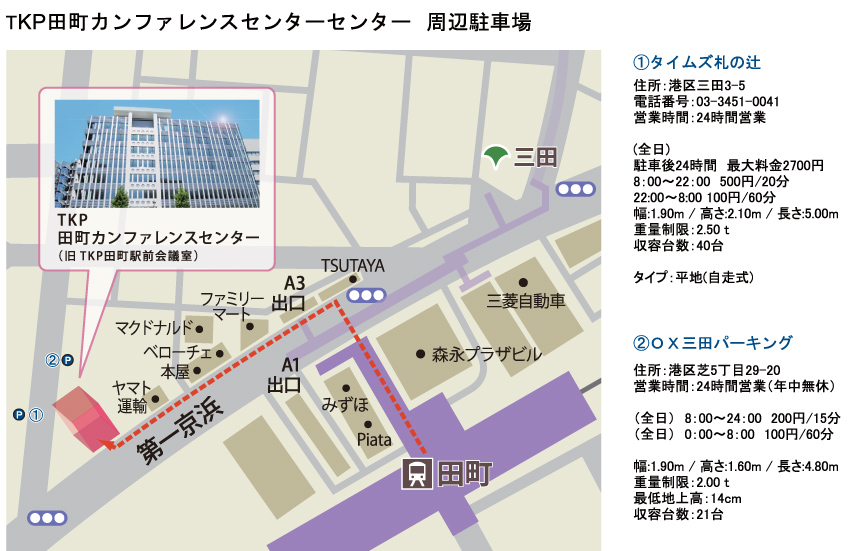 TKP田町カンファレンスセンターセンター 周辺駐車場
TKP
田町カンファレンスセンター
(旧TKP田町駅前会議室)
三田
TSUTAYA
A3
出口
ファミリー
マート
マクドナルド
ベローチェ
本屋
ヤマト
運輸
A1
出口
三菱自動車
森永プラザビル
みずほ
Piata
第一京浜
田町
② P
P ①
①タイムズ札の辻
住所:港区三田3-5
電話番号:03-3451-0041
営業時間:24時間営業
(全日)
駐車後24時間 最大料金2700円
8:00~22:00 500円/20分
22:00~8:00 100円/60分
幅:1.90m / 高さ:2.10m / 長さ:5.00m
重量制限:2.50 t
収容台数:40台
タイプ:平地(自走式)
②OX三田パーキング
住所:港区芝5丁目29-20
営業時間:24時間営業(年中無休)
(全日) 8:00~24:00 200円/15分
(全日) 0:00~8:00 100円/60分
幅:1.90m / 高さ:1.60m / 長さ:4.80m
重量制限:2.00 t
最低地上高:14cm
収容台数:21台